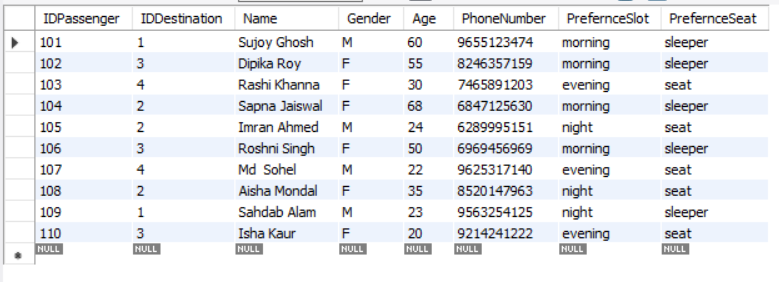 IDPassenger IDDestination Name Gender Age PhoneNumber PrefernceSlot PrefernceSeat
101 1 Sujoy Ghosh M 60 9655123474 morning sleeper
102 3 Dipika Roy F 55 8246357159 morning sleeper
103 4 Rashi Khanna F 30 7465891203 evening seat
104 2 Sapna Jaiswal F 68 6847125630 morning sleeper
105 2 Imran Ahmed M 24 6289995151 night seat
106 3 Roshni Singh F 50 6969456969 morning sleeper
107 4 Md Sohel M 22 9625317140 evening seat
108 2 Aisha Mondal F 35 8520147963 night seat
109 1 Sahdab Alam M 23 9563254125 night sleeper
110 3 Isha Kaur F 20 9214241222 evening seat
NULL NULL NULL NULL NULL NULL NULL NULL